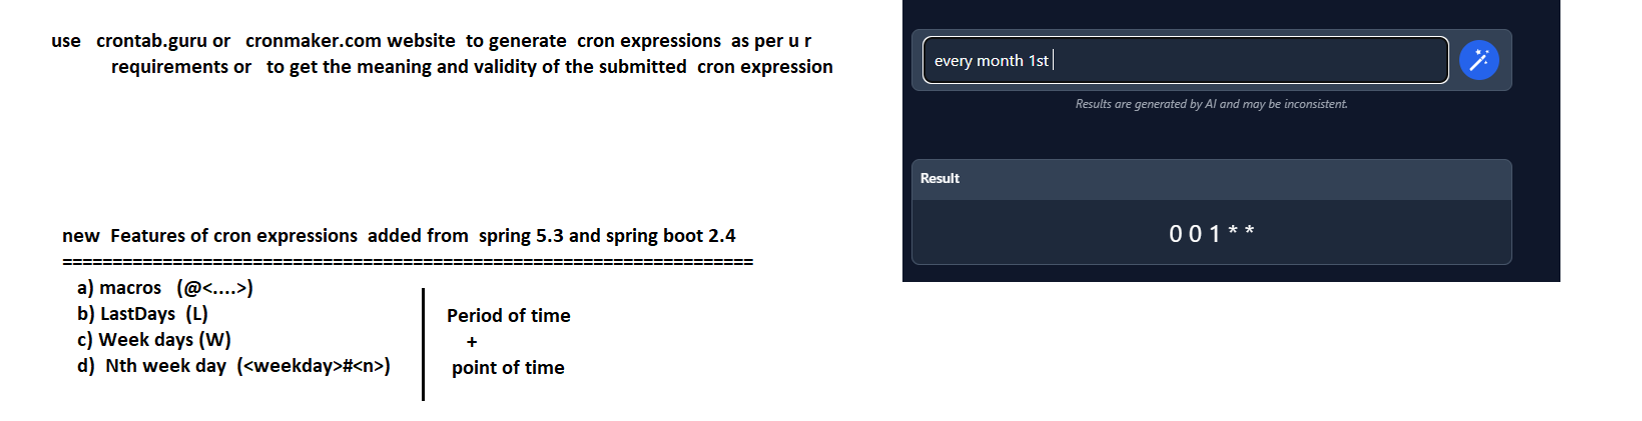 use crontab.guru or cronmaker.com website to generate cron expressions as per u r
requirements or to get the meaning and validity of the submitted cron expression
new Features of cron expressions added from spring 5.3 and spring boot 2.4
=====================================================================
a) macros (@<....>)
b) LastDays (L)
c) Week days (W)
d) Nth week day (<weekday>#<n>)
Period of time
+
point of time
every month 1st
Results are generated by AI and may be inconsistent.
Result
0 0 1 * *